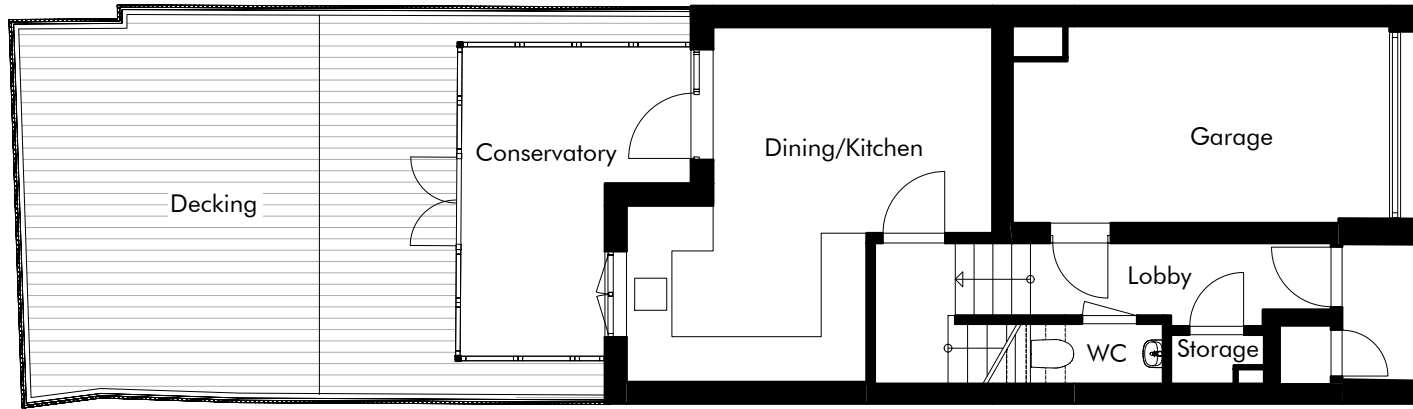 Decking
Conservatory
Dining/Kitchen
Garage
Lobby
WC
Storage